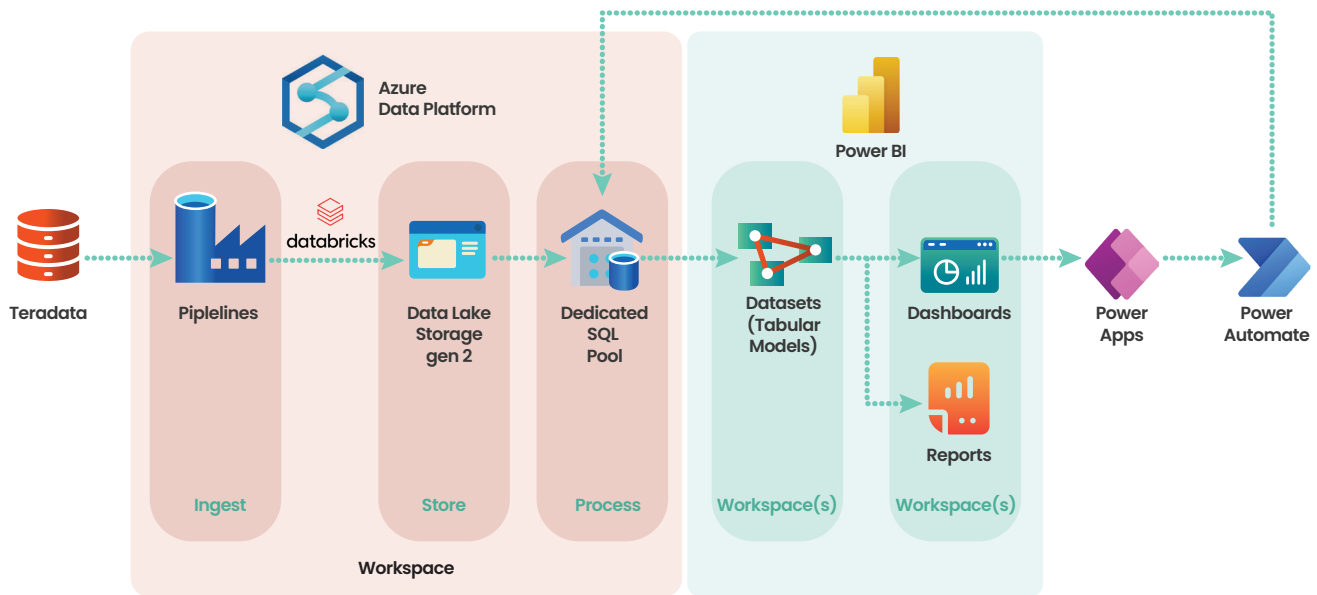 Azure
Data Platform
Power BI
databricks
Teradata
Piplelines
Data Lake
Storage
gen 2
Dedicated
SQL
Pool
Datasets
(Tabular
Models)
Dashboards
Reports
Power
Apps
Power
Automate
Ingest
Store
Process
Workspace(s)
Workspace(s)
Workspace